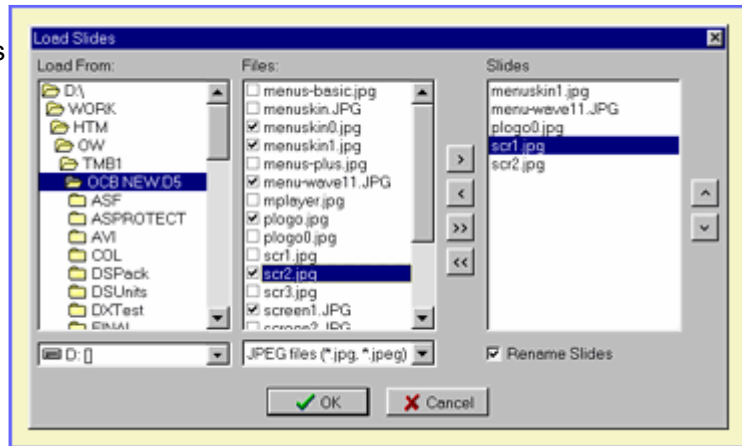 s
Load Slides
Load From:
D:\
WORK
HTM
OW
TMB1
OCB NEW.D5
ASF
ASPROTECT
AVI
COL
DSPack
DSUnits
DXTest
FINAL
D: []
Files:
menus-basic.jpg
menuskin.JPG
menuskin0.jpg
menuskin1.jpg
menus-plus.jpg
menu-wave11.JPG
mplayer.jpg
plogo.jpg
plogo0.jpg
scr1.jpg
scr2.jpg
scr3.jpg
screen1.JPG
screen2.JPG
JPEG files (*.jpg, *.jpeg)
>
<
>>
<<
Slides
menuskin1.jpg
menu-wave11.JPG
plogo0.jpg
scr1.jpg
scr2.jpg
Rename Slides
OK
Cancel